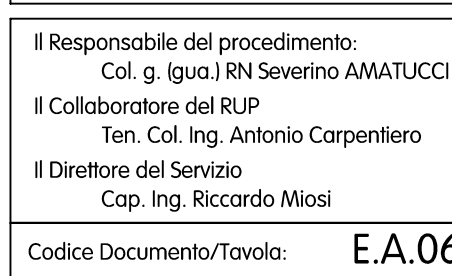 Il Responsabile del procedimento:
Col. g. (gua.) RN Severino AMATUCCI
Il Collaboratore del RUP
Ten. Col. Ing. Antonio Carpentiero
Il Direttore del Servizio
Cap. Ing. Riccardo Miosi
Codice Documento/Tavola: E.A.06